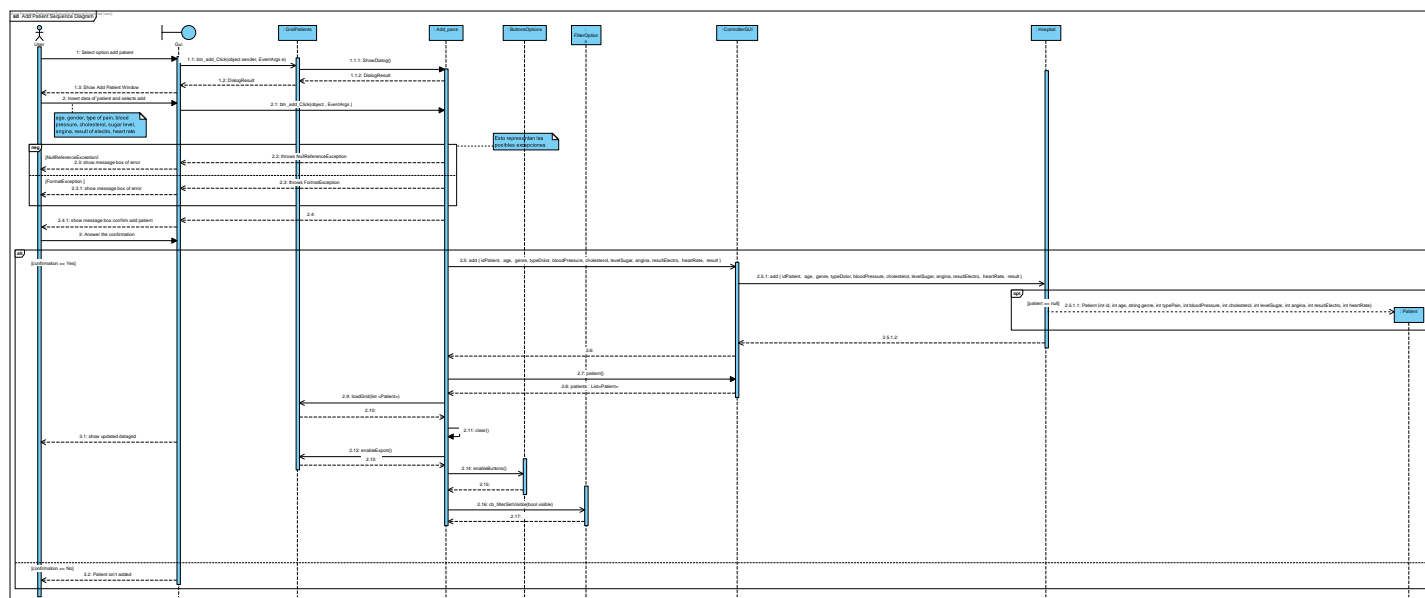 sd Add Patient Sequence Diagram
User
Gui
: GridPatients
: Add_pane
: ButtonsOptions
: FilterOption
s
: ControllerGUI
: Hospital
1: Select option add patient
1.1: btn_add_Click(object sender, EventArgs e)
1.1.1: ShowDialog()
1.1.2: DialogResult
1.2: DialogResult
1.3: Show Add Patient Window
2: Insert data of patient and selects add
2.1: btn_add_Click(object , EventArgs )
age, gender, type of pain, blood
pressure, cholesterol, sugar level,
angina, result of electro, heart rate
Esto representan las
posibles excepciones
neg
[NullReferenceException]
2.2: throws NullReferenceException
2.3: show message box of error
[FormatException ]
2.3: throws FormatException
2.3.1: show message box of error
2.4:
2.4.1: show message box confirm add patient
3: Answer the confirmation
alt
[confirmation == Yes]
2.5: add ( idPatient, age, genre, typeDolor, bloodPressure, cholesterol, levelSugar, angina, resultElectro, heartRate, result )
2.5.1: add ( idPatient, age, genre, typeDolor, bloodPressure, cholesterol, levelSugar, angina, resultElectro, heartRate, result )
opt
[patient == null]
2.5.1.1: Patient (int id, int age, string genre, int typePain, int bloodPressure, int cholesterol, int levelSugar, int angina, int resultElectro, int heartRate)
: Patient
2.5.1.2:
2.6:
2.7: patient()
2.8: patients : List<Patient>
2.9: loadGrid(list <Patient>)
2.10:
2.11: clear()
3.1: show updated datagrid
2.12: enableExport()
2.13:
2.14: enableButtons()
2.15:
2.16: cb_filterSetVisible(bool visible)
2.17:
[confirmation == No]
3.2: Patient isn't added